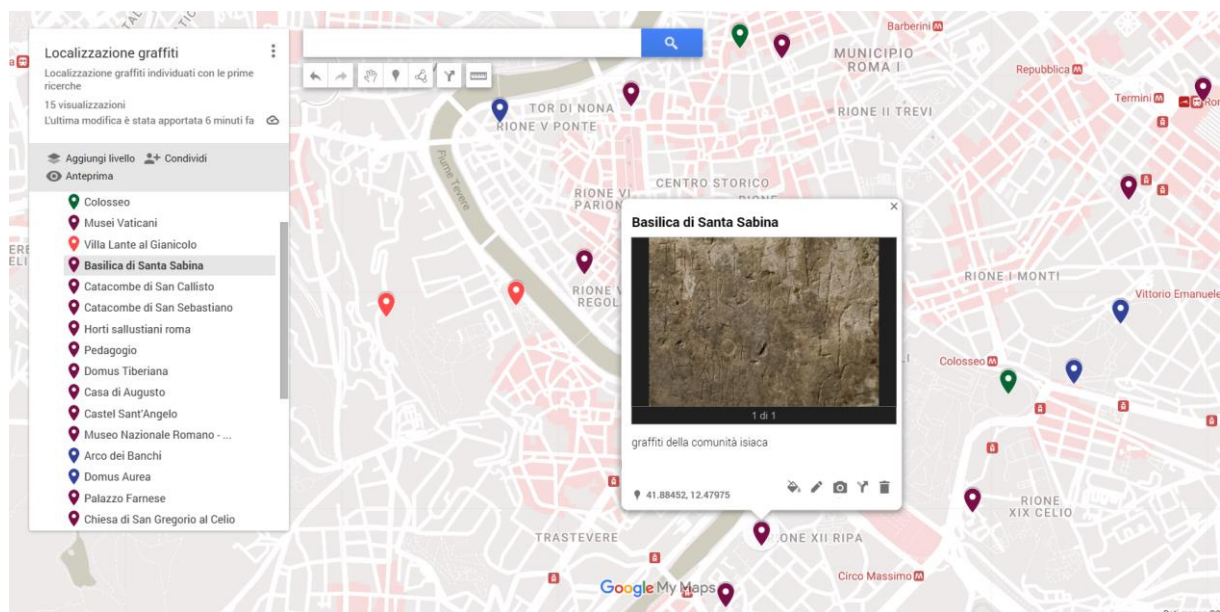 Localizzazione graffiti
Localizzazione graffiti individuati con le prime
ricerche
15 visualizzazioni
L'ultima modifica è stata apportata 6 minuti fa
Aggiungi livello
Condividi
Anteprima
Colosseo
Musei Vaticani
Villa Lante al Gianicolo
Basilica di Santa Sabina
Catacombe di San Callisto
Catacombe di San Sebastiano
Horti sallustiani roma
Pedagogio
Domus Tiberiana
Casa di Augusto
Castel Sant'Angelo
Museo Nazionale Romano - ...
Arco dei Banchi
Domus Aurea
Palazzo Farnese
Chiesa di San Gregorio al Celio
Barberini M
MUNICIPIO
ROMA I
Repubblica M
Termini M
TOR DI NONA
RIONE V PONTE
RIONE II TREVI
Fiume Tevere
CENTRO STORICO
RIONE VI
RIONE I MONTI
Vittorio Emanuele
Colosseo M
Basilica di Santa Sabina
1 di 1
graffiti della comunità isiaca
41.88452, 12.47975
RIONE
XIX CELIO
TRASTEVERE
Circo Massimo M
Google My Maps